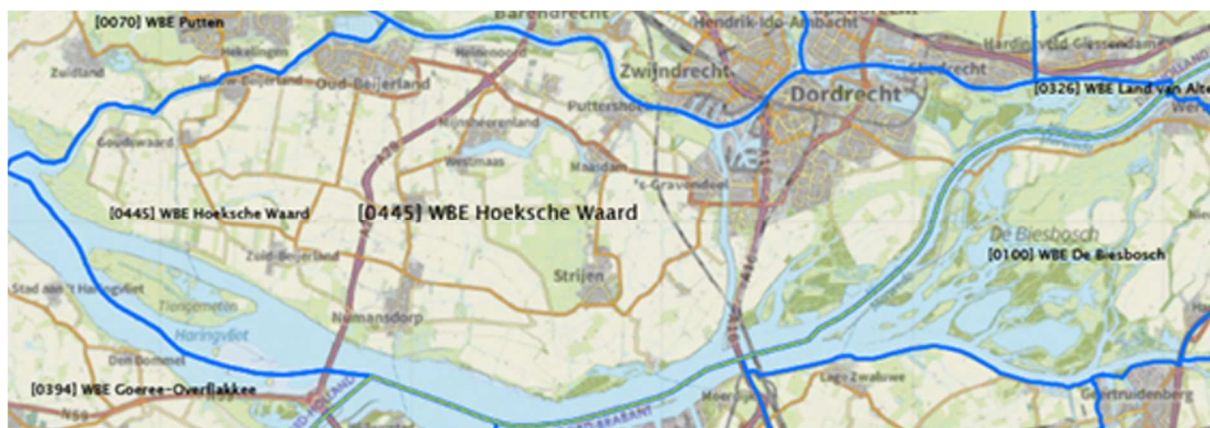 [0070] WBE Putten
Barendrecht
Hendrik-Ido-Ambacht
Zuidland
Hekelingen
Heinenoord
Hardinxveld-Giessendam
Nieuw-Beijerland
Oud-Beijerland
Zwijndrecht
Sliedrecht
[0326] WBE Land van Alte
Dordrecht
Puttershoek
Mijnsheerenland
Goudswaard
Westmaas
Maasdam
A29
's-Gravendeel
[0445] WBE Hoeksche Waard
[0445] WBE Hoeksche Waard
De Biesbosch
[0100] WBE De Biesbosch
Zuid-Beijerland
Strijen
Stad aan 't Haringvliet
Tiengemeten
Numansdorp
Haringvliet
A16
Den Bommel
[0394] WBE Goeree-Overflakkee
Lage Zwaluwe
Moerdijk
Geertruidenberg
N59